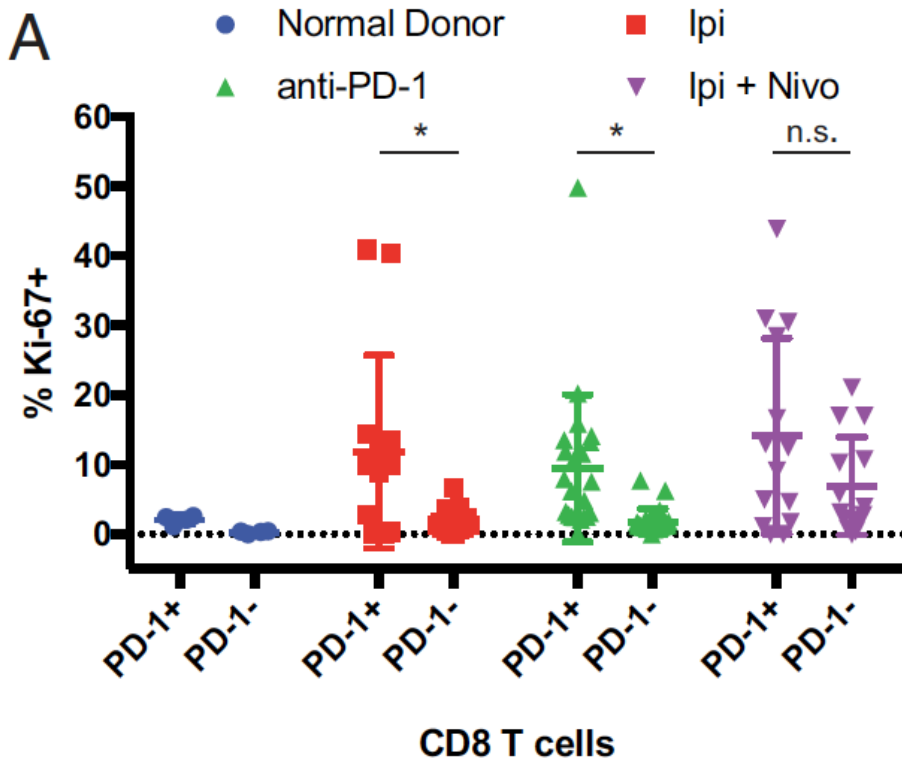 A
Normal Donor
Ipi
anti-PD-1
Ipi + Nivo
60
50
40
30
20
10
0
% Ki-67+
*
*
n.s.
PD-1+
PD-1-
PD-1+
PD-1-
PD-1+
PD-1-
PD-1+
PD-1-
CD8 T cells